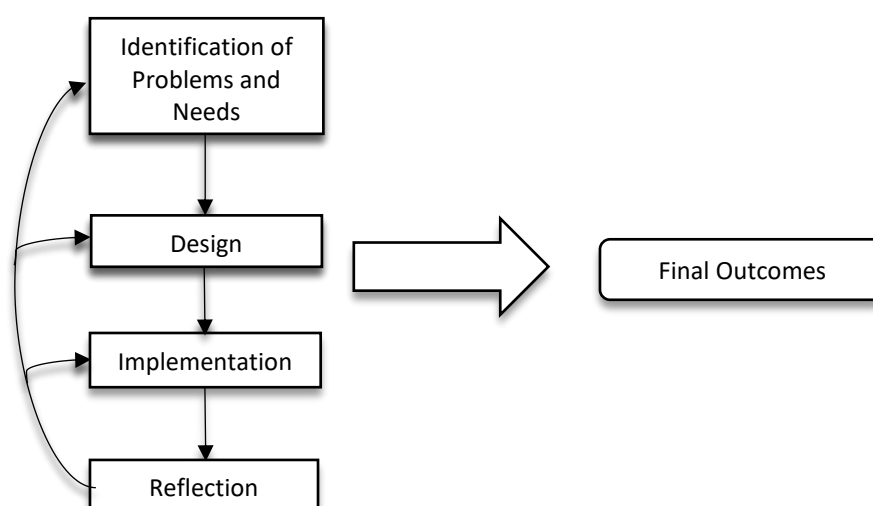 Identification of
Problems and
Needs
Design
Final Outcomes
Implementation
Reflection